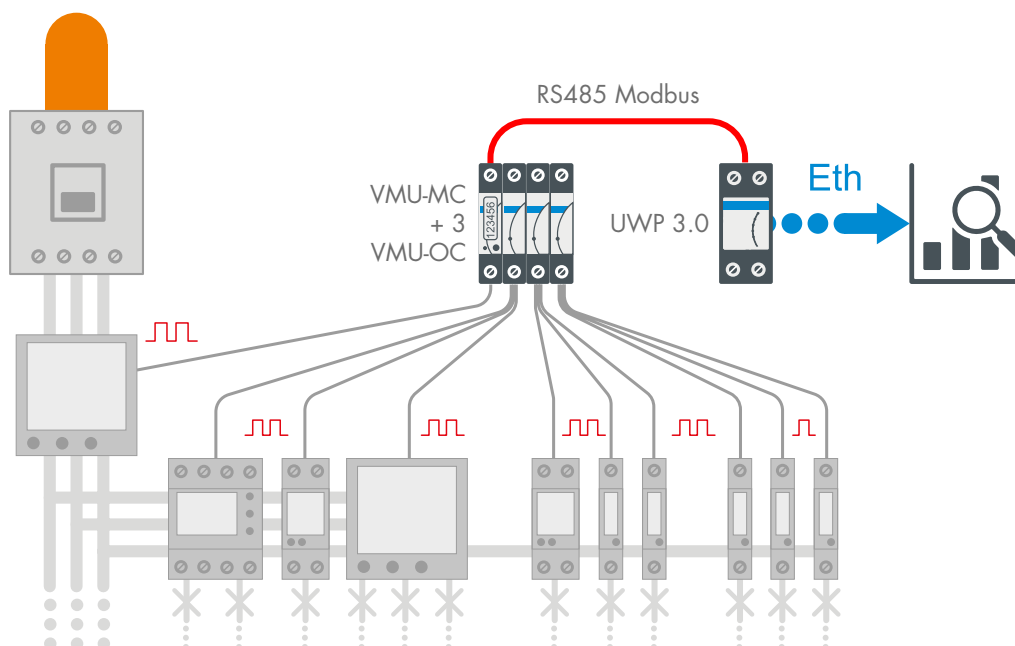 RS485 Modbus
VMU-MC
+ 3
VMU-OC
123456
UWP 3.0
Eth